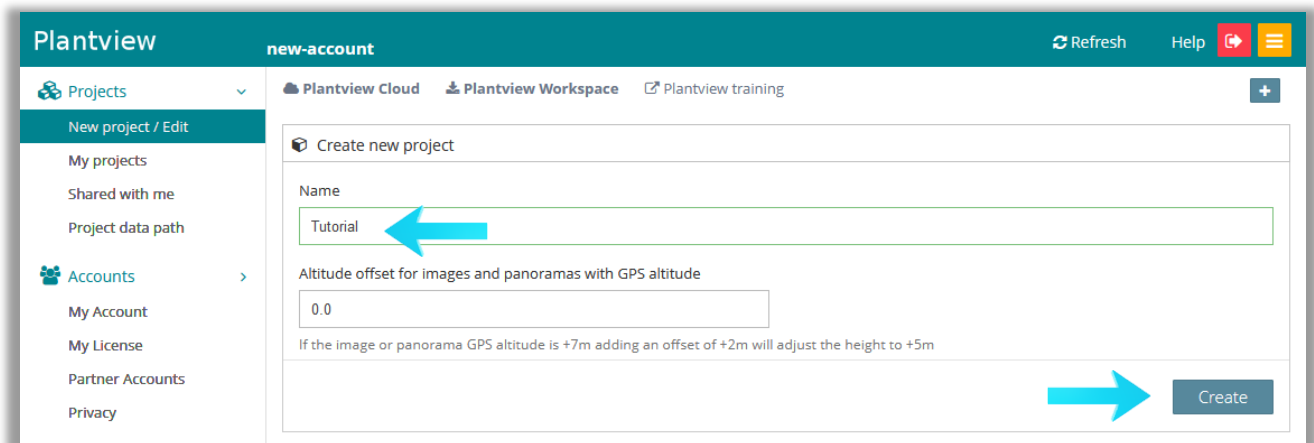 Plantview
new-account
Refresh
Help
Projects
New project / Edit
My projects
Shared with me
Project data path
Accounts
My Account
My License
Partner Accounts
Privacy
Plantview Cloud
Plantview Workspace
Plantview training
Create new project
Name
Tutorial
Altitude offset for images and panoramas with GPS altitude
0.0
If the image or panorama GPS altitude is +7m adding an offset of +2m will adjust the height to +5m
Create